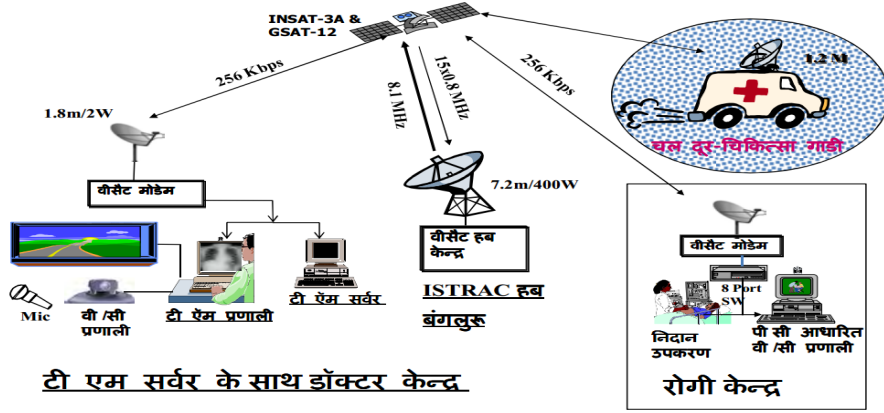 INSAT-3A &
GSAT-12
256 Kbps
8.1 MHz
15x0.8 MHz
256 Kbps
1.2 M
चल दूर-चिकित्सा गाडी
1.8m/2W
वीसैट मोडेम
7.2m/400W
वीसैट हब
केन्द्र
ISTRAC हब
बंगलुरू
Mic
वी /सी
प्रणाली
टी ऍम प्रणाली
टी ऍम सर्वर
टी एम सर्वर के साथ डॉक्टर केन्द्र
वीसैट मोडेम
8 Port
SW
निदान
उपकरण
पी सी आधारित
वी /सी प्रणाली
रोगी केन्द्र